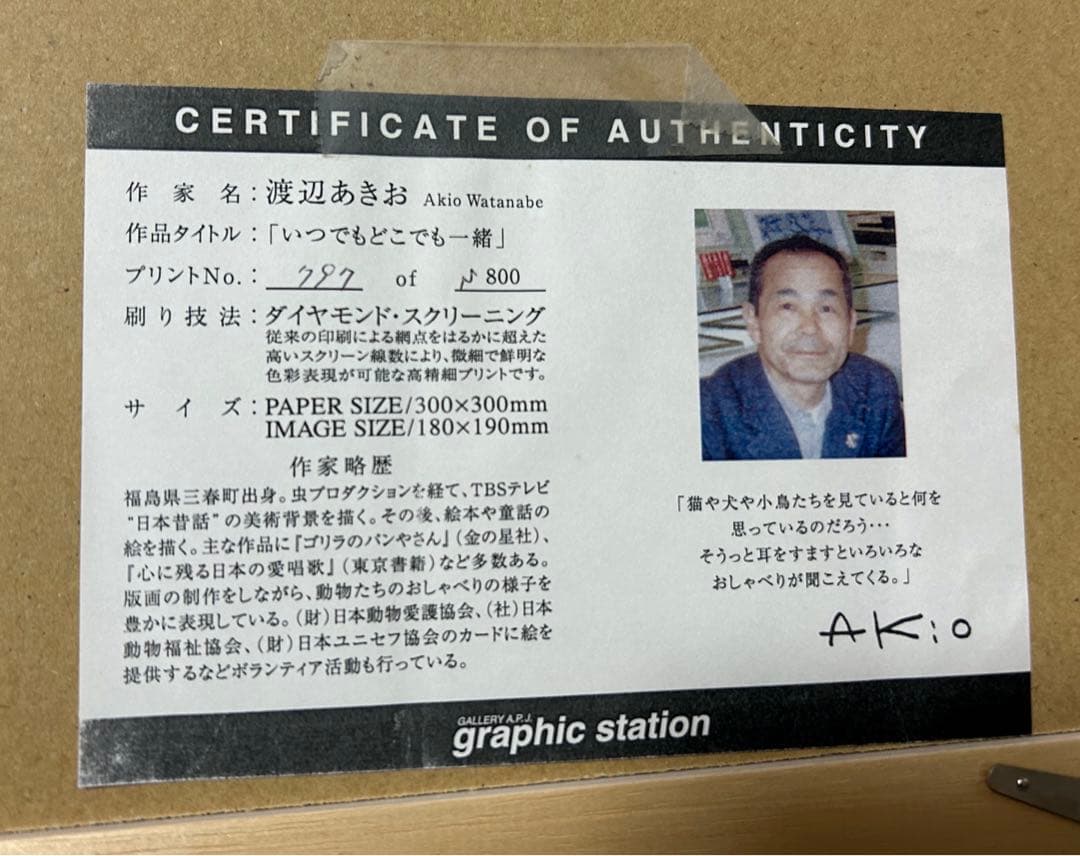 CERTIFICATE OF AUTHENTICITY
作家名：渡辺あきお Akio Watanabe
作品タイトル：「いつでもどこでも一緒」
プリントNo.： 797 of ♪ 800
刷り技法：ダイヤモンド・スクリーニング
従来の印刷による網点をはるかに超えた
高いスクリーン線数により、微細で鮮明な
色彩表現が可能な高精細プリントです。
サイズ：PAPER SIZE/300×300mm
IMAGE SIZE/180×190mm
作家略歴
福島県三春町出身。虫プロダクションを経て、TBSテレビ
“日本昔話”の美術背景を描く。その後、絵本や童話の
絵を描く。主な作品に『ゴリラのパンやさん』（金の星社）、
『心に残る日本の愛唱歌』（東京書籍）など多数ある。
版画の制作をしながら、動物たちのおしゃべりの様子を
豊かに表現している。（財）日本動物愛護協会、（社）日本
動物福祉協会、（財）日本ユニセフ協会のカードに絵を
提供するなどボランティア活動も行っている。
「猫や犬や小鳥たちを見ていると何を
思っているのだろう･･･
そうっと耳をすますといろいろな
おしゃべりが聞こえてくる。」
AKio
GALLERY A.P.J.
graphic station